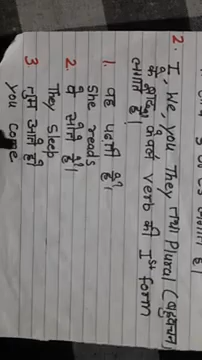 2. I, we, you They तथा Plural (बहुवचन)
के साथ केवल verb की Ist form
लगाते हैं।
1. वह पढ़ती है।
She reads
2. वे सोते हैं।
They sleep
3. तुम आते हो।
you come